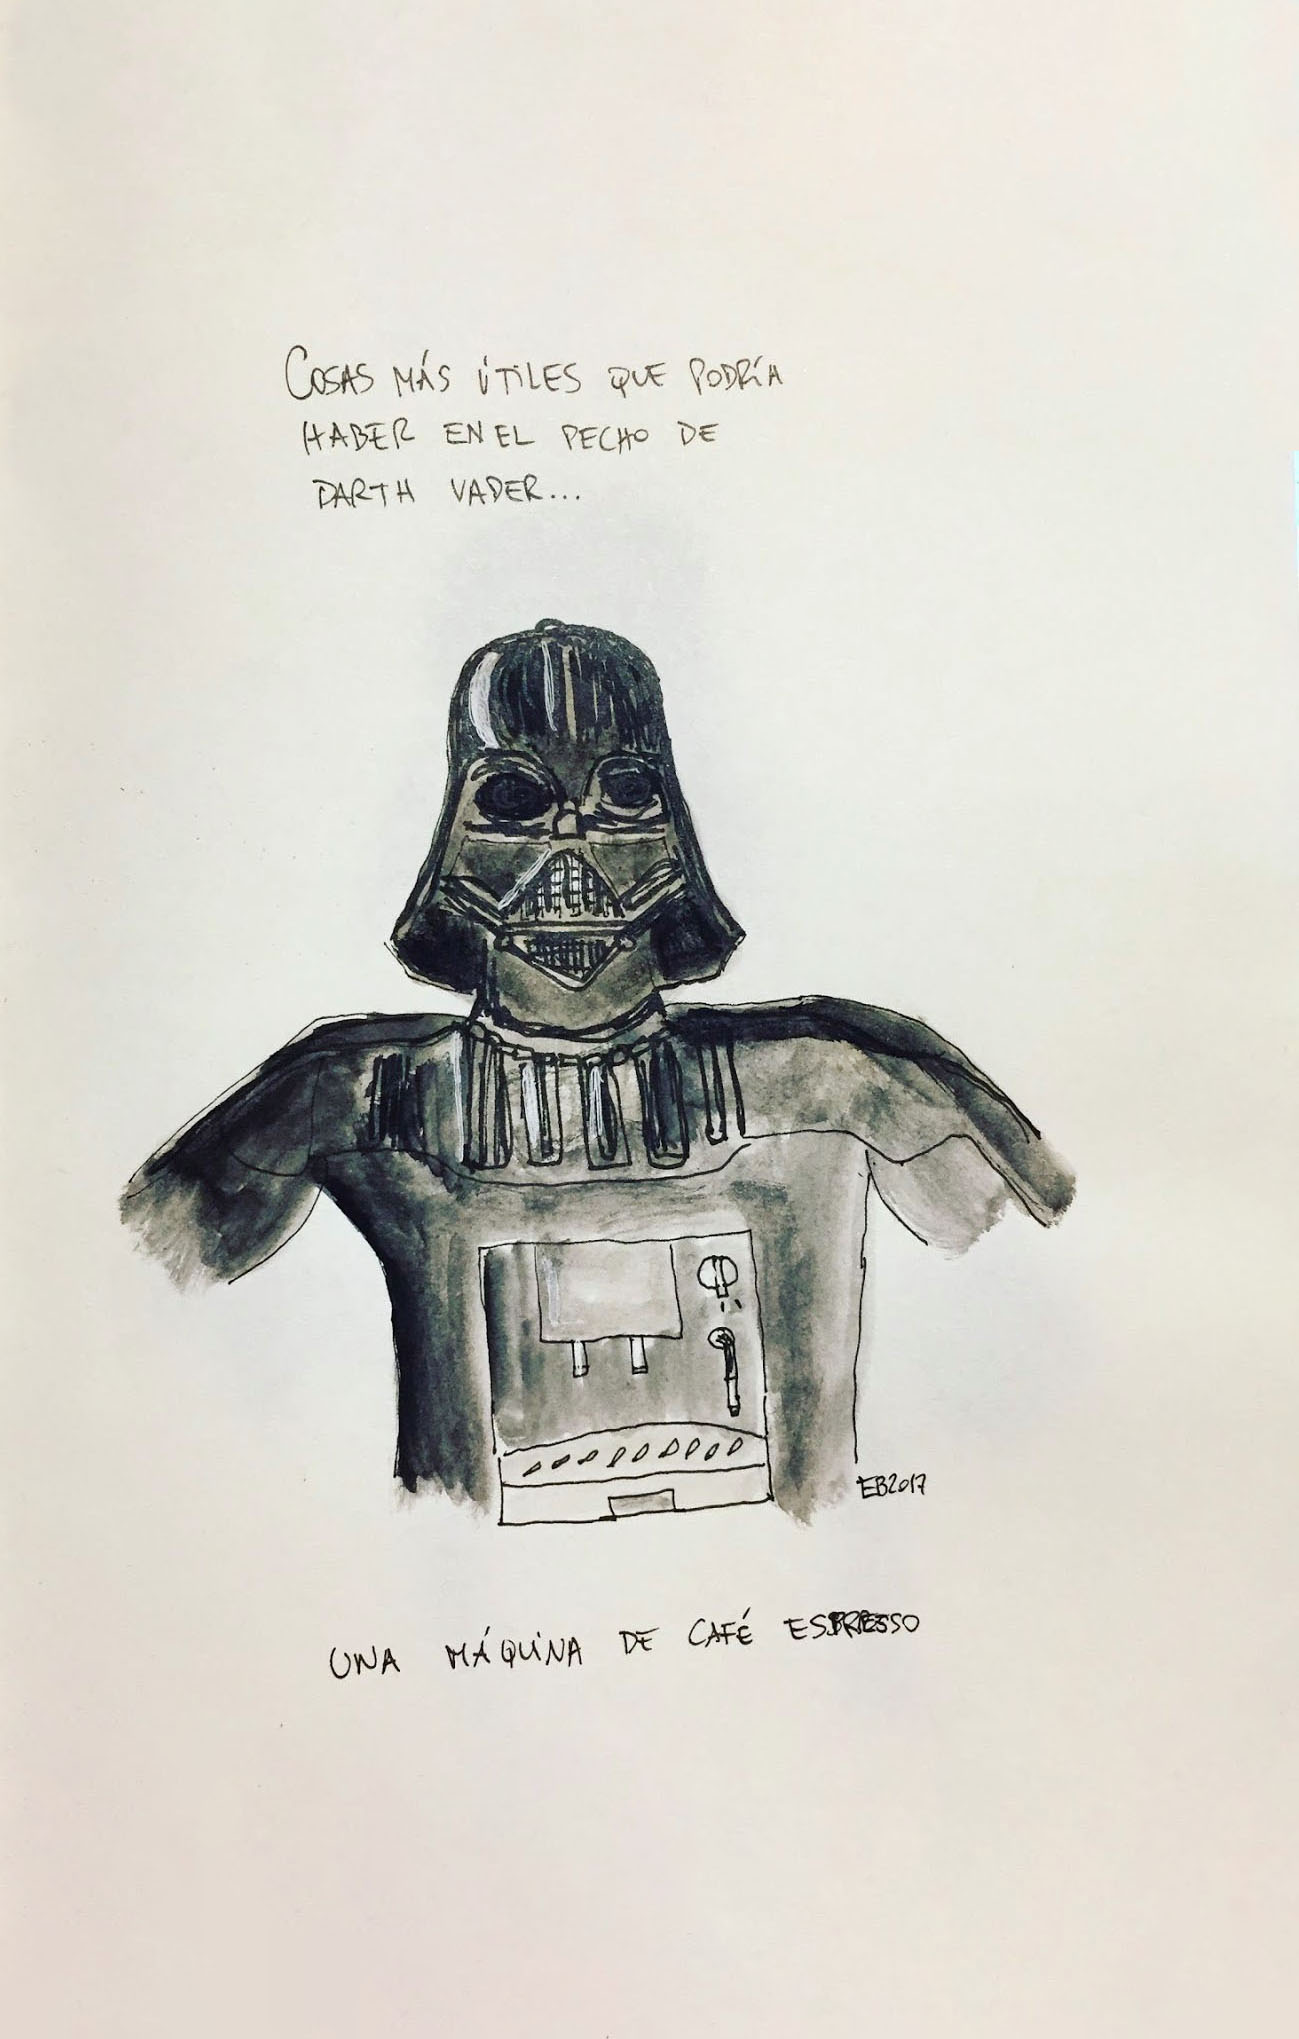 COSAS MÁS ÚTILES QUE PODRÍA
HABER EN EL PECHO DE
DARTH VADER...
EB2017
UNA MÁQUINA DE CAFÉ ESPRESSO